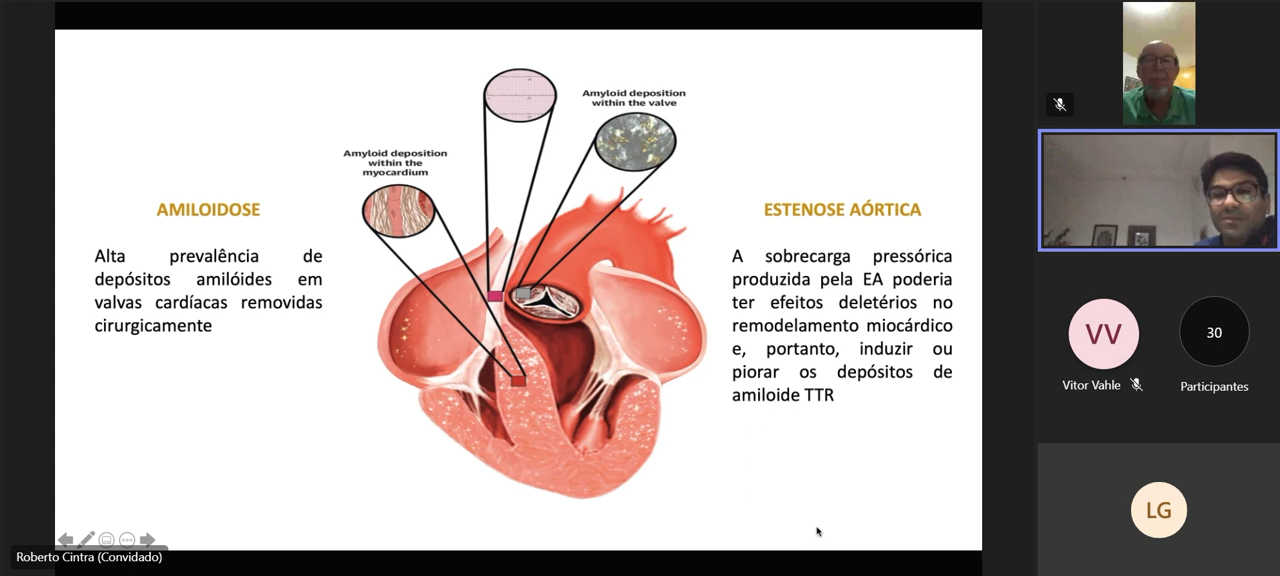 Amyloid deposition
within the valve
Amyloid deposition
within the
myocardium
AMILOIDOSE
Alta prevalência de
depósitos amilóides em
valvas cardíacas removidas
cirurgicamente
ESTENOSE AÓRTICA
A sobrecarga pressórica
produzida pela EA poderia
ter efeitos deletérios no
remodelamento miocárdico
e, portanto, induzir ou
piorar os depósitos de
amiloide TTR
Roberto Cintra (Convidado)
VV
Vitor Vahle
30
Participantes
LG